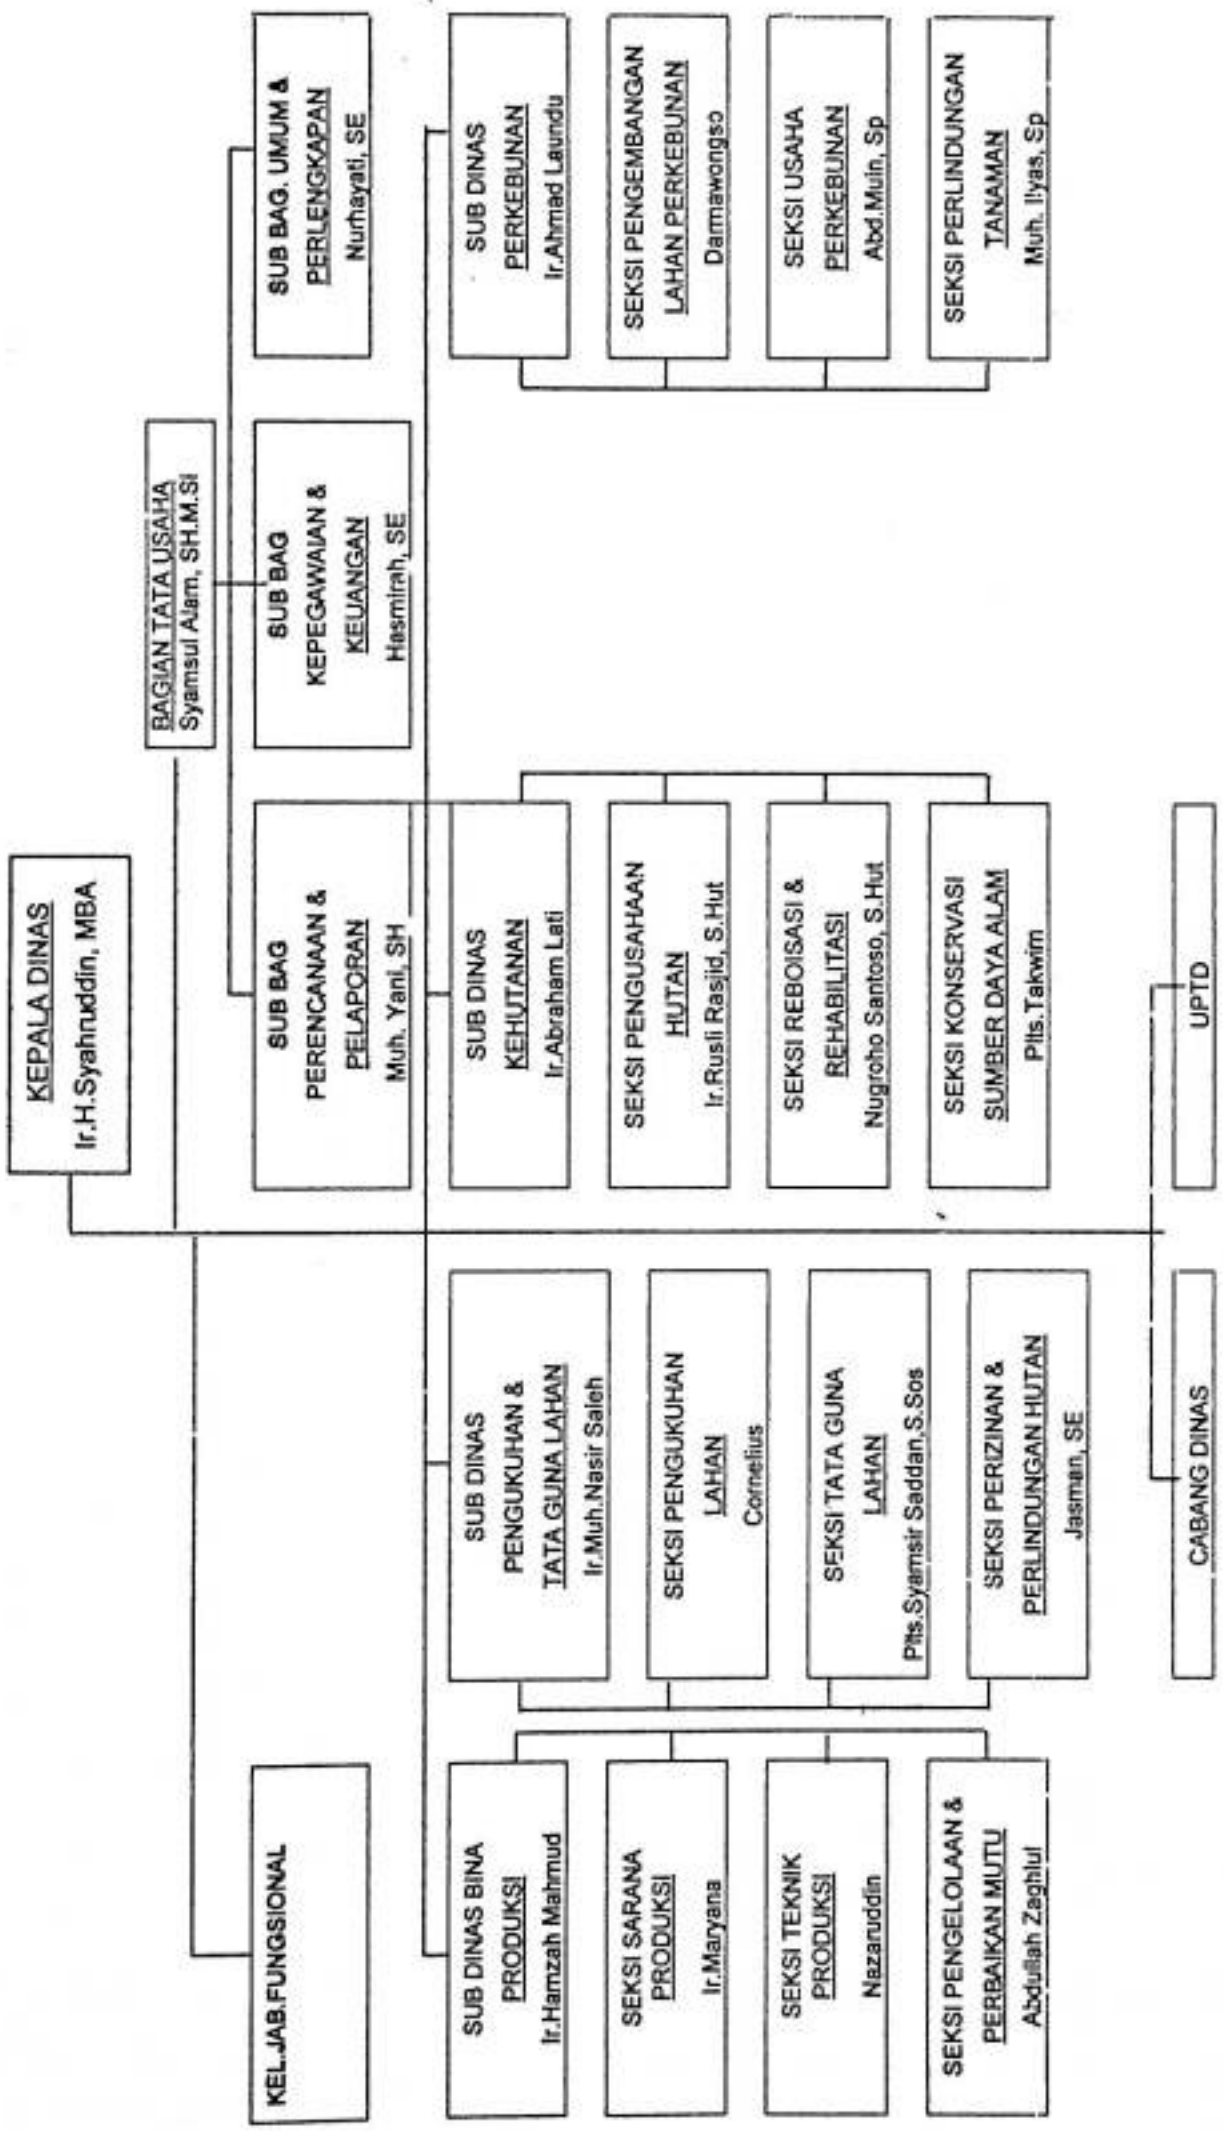 KEPALA DINAS
Ir.H.Syahruddin, MBA
BAGIAN TATA USAHA
Syamsul Alam, SH.M.Si
KEL.JAB.FUNGSIONAL
SUB BAG
PERENCANAAN &
PELAPORAN
Muh. Yani, SH
SUB BAG
KEPEGAWAIAN &
KEUANGAN
Hasmirah, SE
SUB BAG. UMUM &
PERLENGKAPAN
Nurhayati, SE
SUB DINAS BINA
PRODUKSI
Ir.Hamzah Mahmud
SEKSI SARANA
PRODUKSI
Ir.Maryana
SEKSI TEKNIK
PRODUKSI
Nazaruddin
SEKSI PENGELOLAAN &
PERBAIKAN MUTU
Abdullah Zaghlul
SUB DINAS
PENGUKUHAN &
TATA GUNA LAHAN
Ir.Muh.Nasir Saleh
SEKSI PENGUKUHAN
LAHAN
Cornelius
SEKSI TATA GUNA
LAHAN
Plts.Syamsir Saddan,S.Sos
SEKSI PERIZINAN &
PERLINDUNGAN HUTAN
Jasman, SE
SUB DINAS
KEHUTANAN
Ir.Abraham Lati
SEKSI PENGUSAHAAN
HUTAN
Ir.Rusli Rasjid, S.Hut
SEKSI REBOISASI &
REHABILITASI
Nugroho Santoso, S.Hut
SEKSI KONSERVASI
SUMBER DAYA ALAM
Plts.Takwim
SUB DINAS
PERKEBUNAN
Ir.Ahmad Laundu
SEKSI PENGEMBANGAN
LAHAN PERKEBUNAN
Darmawongso
SEKSI USAHA
PERKEBUNAN
Abd.Muin, Sp
SEKSI PERLINDUNGAN
TANAMAN
Muh. Ilyas, Sp
CABANG DINAS
UPTD